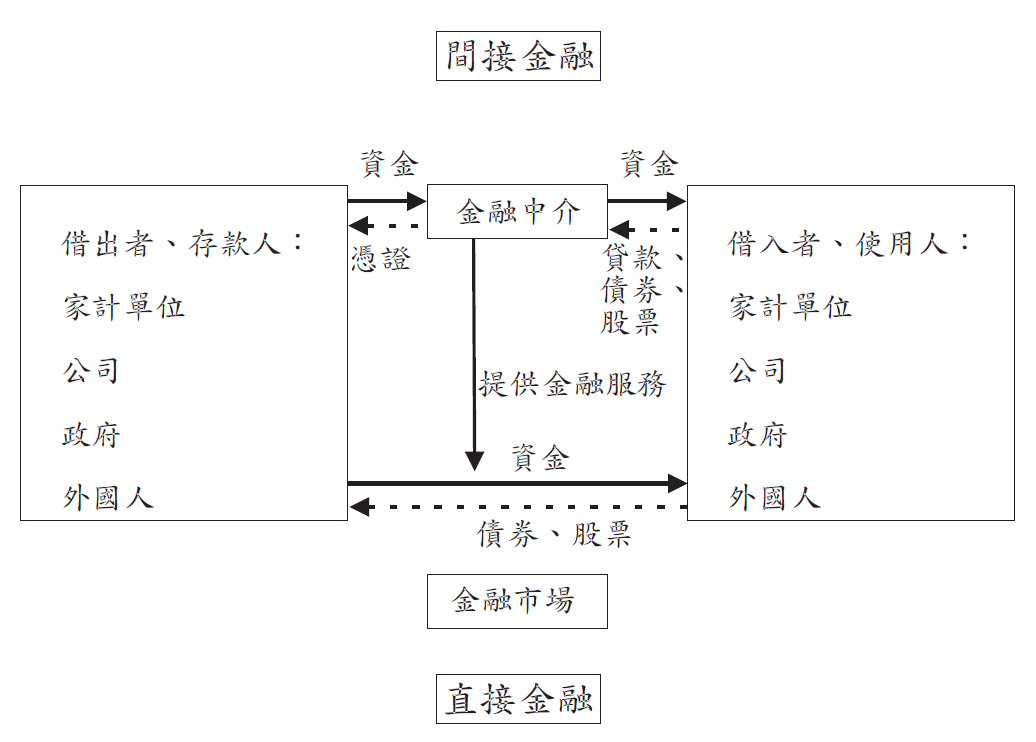 間接金融
資金
資金
金融中介
憑證
貸款、
債券、
股票
借出者、存款人：
家計單位
公司
政府
外國人
借入者、使用人：
家計單位
公司
政府
外國人
提供金融服務
資金
債券、股票
金融市場
直接金融